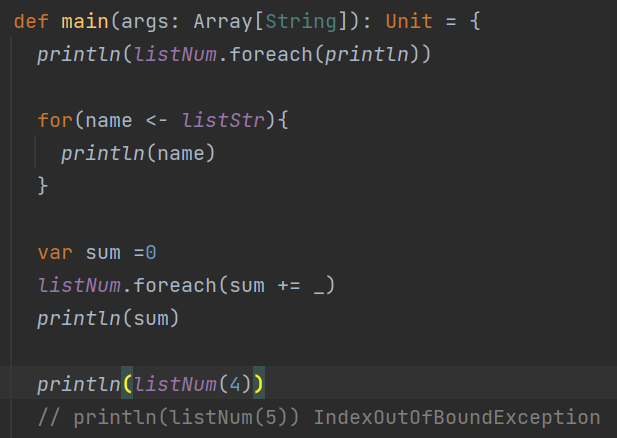 def main(args: Array[String]): Unit = {
println(listNum.foreach(println))
for(name <- listStr){
println(name)
}
var sum =0
listNum.foreach(sum += _)
println(sum)
println(listNum(4))
// println(listNum(5)) IndexOutOfBoundException